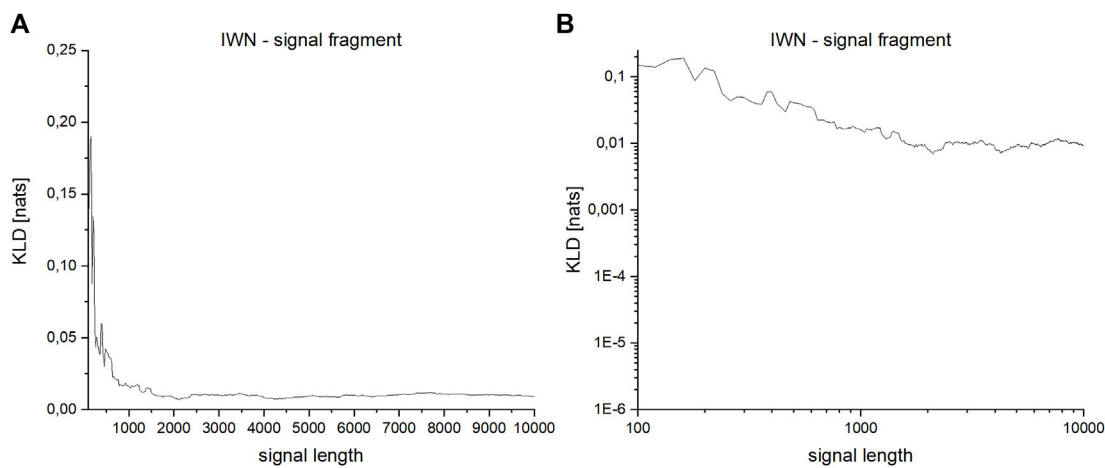 A
IWN - signal fragment
0,25
0,20
0,15
0,10
0,05
0,00
KLD [nats]
1000 2000 3000 4000 5000 6000 7000 8000 9000 10000
signal length
B
IWN - signal fragment
0,1
0,01
0,001
1E-4
1E-5
1E-6
KLD [nats]
100 1000 10000
signal length